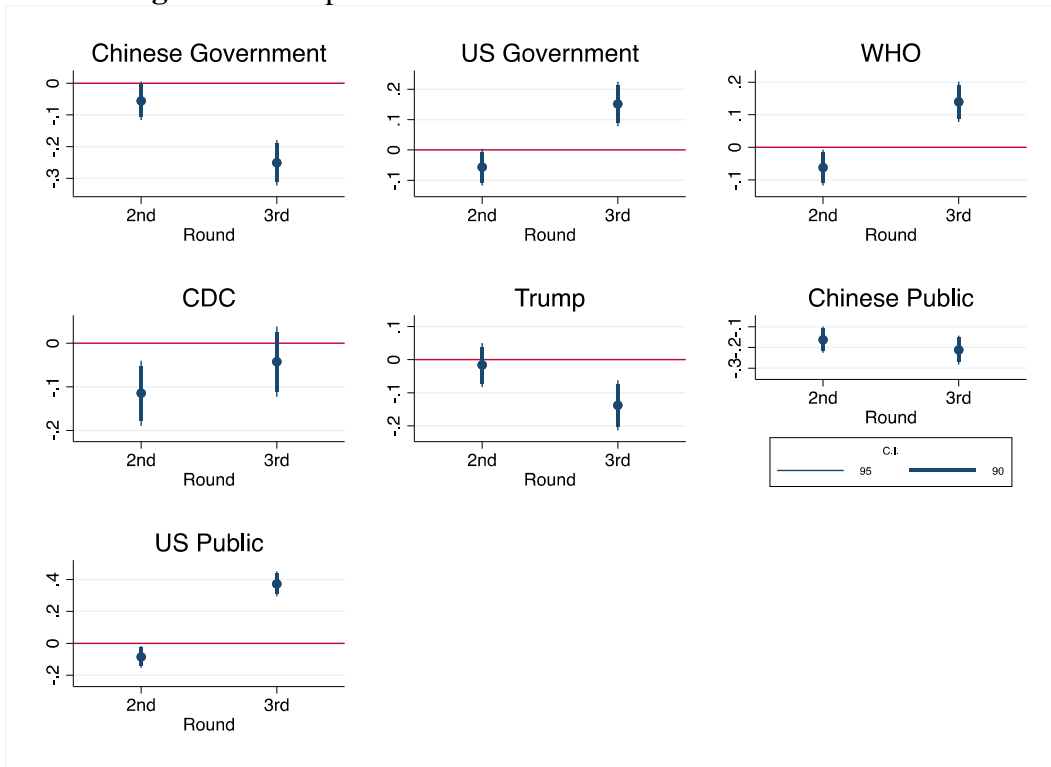 Chinese Government
0
-.1
-.2
-.3
2nd 3rd
Round
US Government
.2
.1
0
-.1
2nd 3rd
Round
WHO
.2
.1
0
-.1
2nd 3rd
Round
CDC
0
-.1
-.2
2nd 3rd
Round
Trump
.1
0
-.1
-.2
2nd 3rd
Round
Chinese Public
-.1
-.2
-.3
2nd 3rd
Round
C.I.
95 90
US Public
.4
.2
0
-.2
2nd 3rd
Round